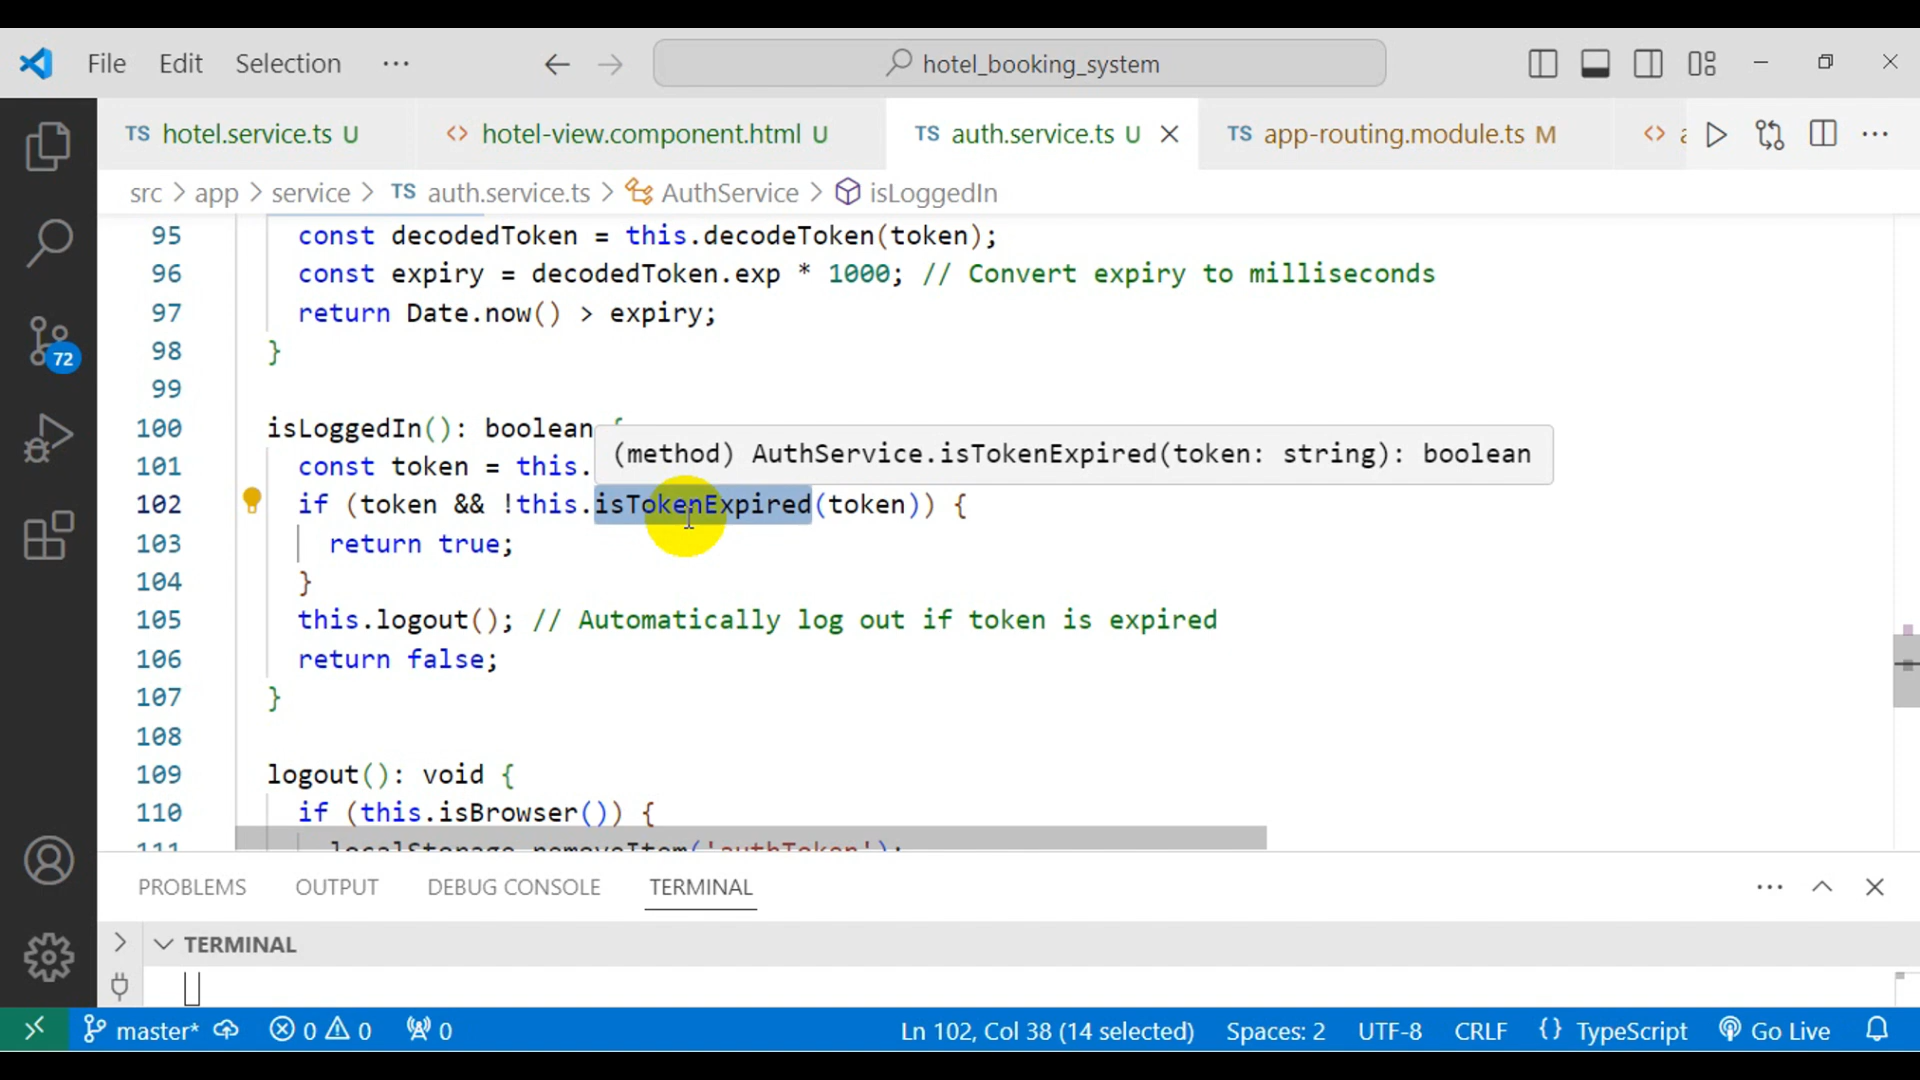 File Edit Selection ··· hotel_booking_system
TS hotel.service.ts U <> hotel-view.component.html U TS auth.service.ts U TS app-routing.module.ts M <>
src > app > service > TS auth.service.ts > AuthService > isLoggedIn
95 const decodedToken = this.decodeToken(token);
96 const expiry = decodedToken.exp * 1000; // Convert expiry to milliseconds
97 return Date.now() > expiry;
98 }
99
100 isLoggedIn(): boolean {
(method) AuthService.isTokenExpired(token: string): boolean
101 const token = this.
102 if (token && !this.isTokenExpired(token)) {
103 return true;
104 }
105 this.logout(); // Automatically log out if token is expired
106 return false;
107 }
108
109 logout(): void {
110 if (this.isBrowser()) {
111 localStorage.removeItem('authToken');
PROBLEMS OUTPUT DEBUG CONSOLE TERMINAL
TERMINAL
72
master* 0 0 0 Ln 102, Col 38 (14 selected) Spaces: 2 UTF-8 CRLF {} TypeScript Go Live